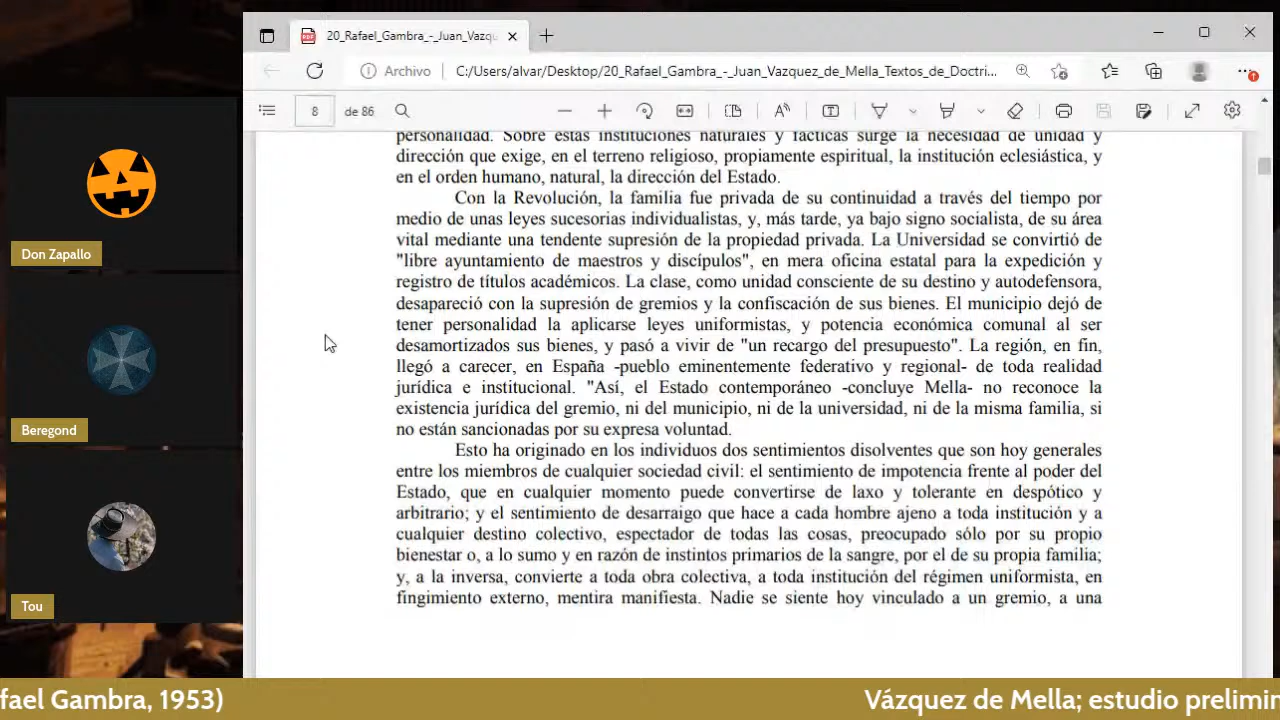 20_Rafael_Gambra_-_Juan_Vazqu
Archivo
C:/Users/alvar/Desktop/20_Rafael_Gambra_-_Juan_Vazquez_de_Mella_Textos_de_Doctri...
8 de 86
personalidad. Sobre estas instituciones naturales y fácticas surge la necesidad de unidad y
dirección que exige, en el terreno religioso, propiamente espiritual, la institución eclesiástica, y
en el orden humano, natural, la dirección del Estado.
Con la Revolución, la familia fue privada de su continuidad a través del tiempo por
medio de unas leyes sucesorias individualistas, y, más tarde, ya bajo signo socialista, de su área
vital mediante una tendente supresión de la propiedad privada. La Universidad se convirtió de
"libre ayuntamiento de maestros y discípulos", en mera oficina estatal para la expedición y
registro de títulos académicos. La clase, como unidad consciente de su destino y autodefensora,
desapareció con la supresión de gremios y la confiscación de sus bienes. El municipio dejó de
tener personalidad la aplicarse leyes uniformistas, y potencia económica comunal al ser
desamortizados sus bienes, y pasó a vivir de "un recargo del presupuesto". La región, en fin,
llegó a carecer, en España -pueblo eminentemente federativo y regional- de toda realidad
jurídica e institucional. "Así, el Estado contemporáneo -concluye Mella- no reconoce la
existencia jurídica del gremio, ni del municipio, ni de la universidad, ni de la misma familia, si
no están sancionadas por su expresa voluntad.
Esto ha originado en los individuos dos sentimientos disolventes que son hoy generales
entre los miembros de cualquier sociedad civil: el sentimiento de impotencia frente al poder del
Estado, que en cualquier momento puede convertirse de laxo y tolerante en despótico y
arbitrario; y el sentimiento de desarraigo que hace a cada hombre ajeno a toda institución y a
cualquier destino colectivo, espectador de todas las cosas, preocupado sólo por su propio
bienestar o, a lo sumo y en razón de instintos primarios de la sangre, por el de su propia familia;
y, a la inversa, convierte a toda obra colectiva, a toda institución del régimen uniformista, en
fingimiento externo, mentira manifiesta. Nadie se siente hoy vinculado a un gremio, a una
Don Zapallo
Beregond
Tou
fael Gambra, 1953)
Vázquez de Mella; estudio prelimin